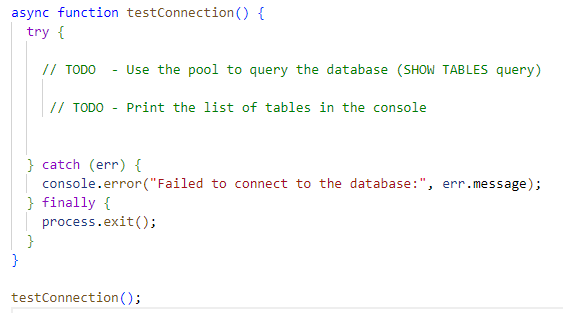 async function testConnection() {
  try {
    // TODO  - Use the pool to query the database (SHOW TABLES query)
     // TODO - Print the list of tables in the console
  } catch (err) {
    console.error("Failed to connect to the database:", err.message);
  } finally {
    process.exit();
  }
}
testConnection();